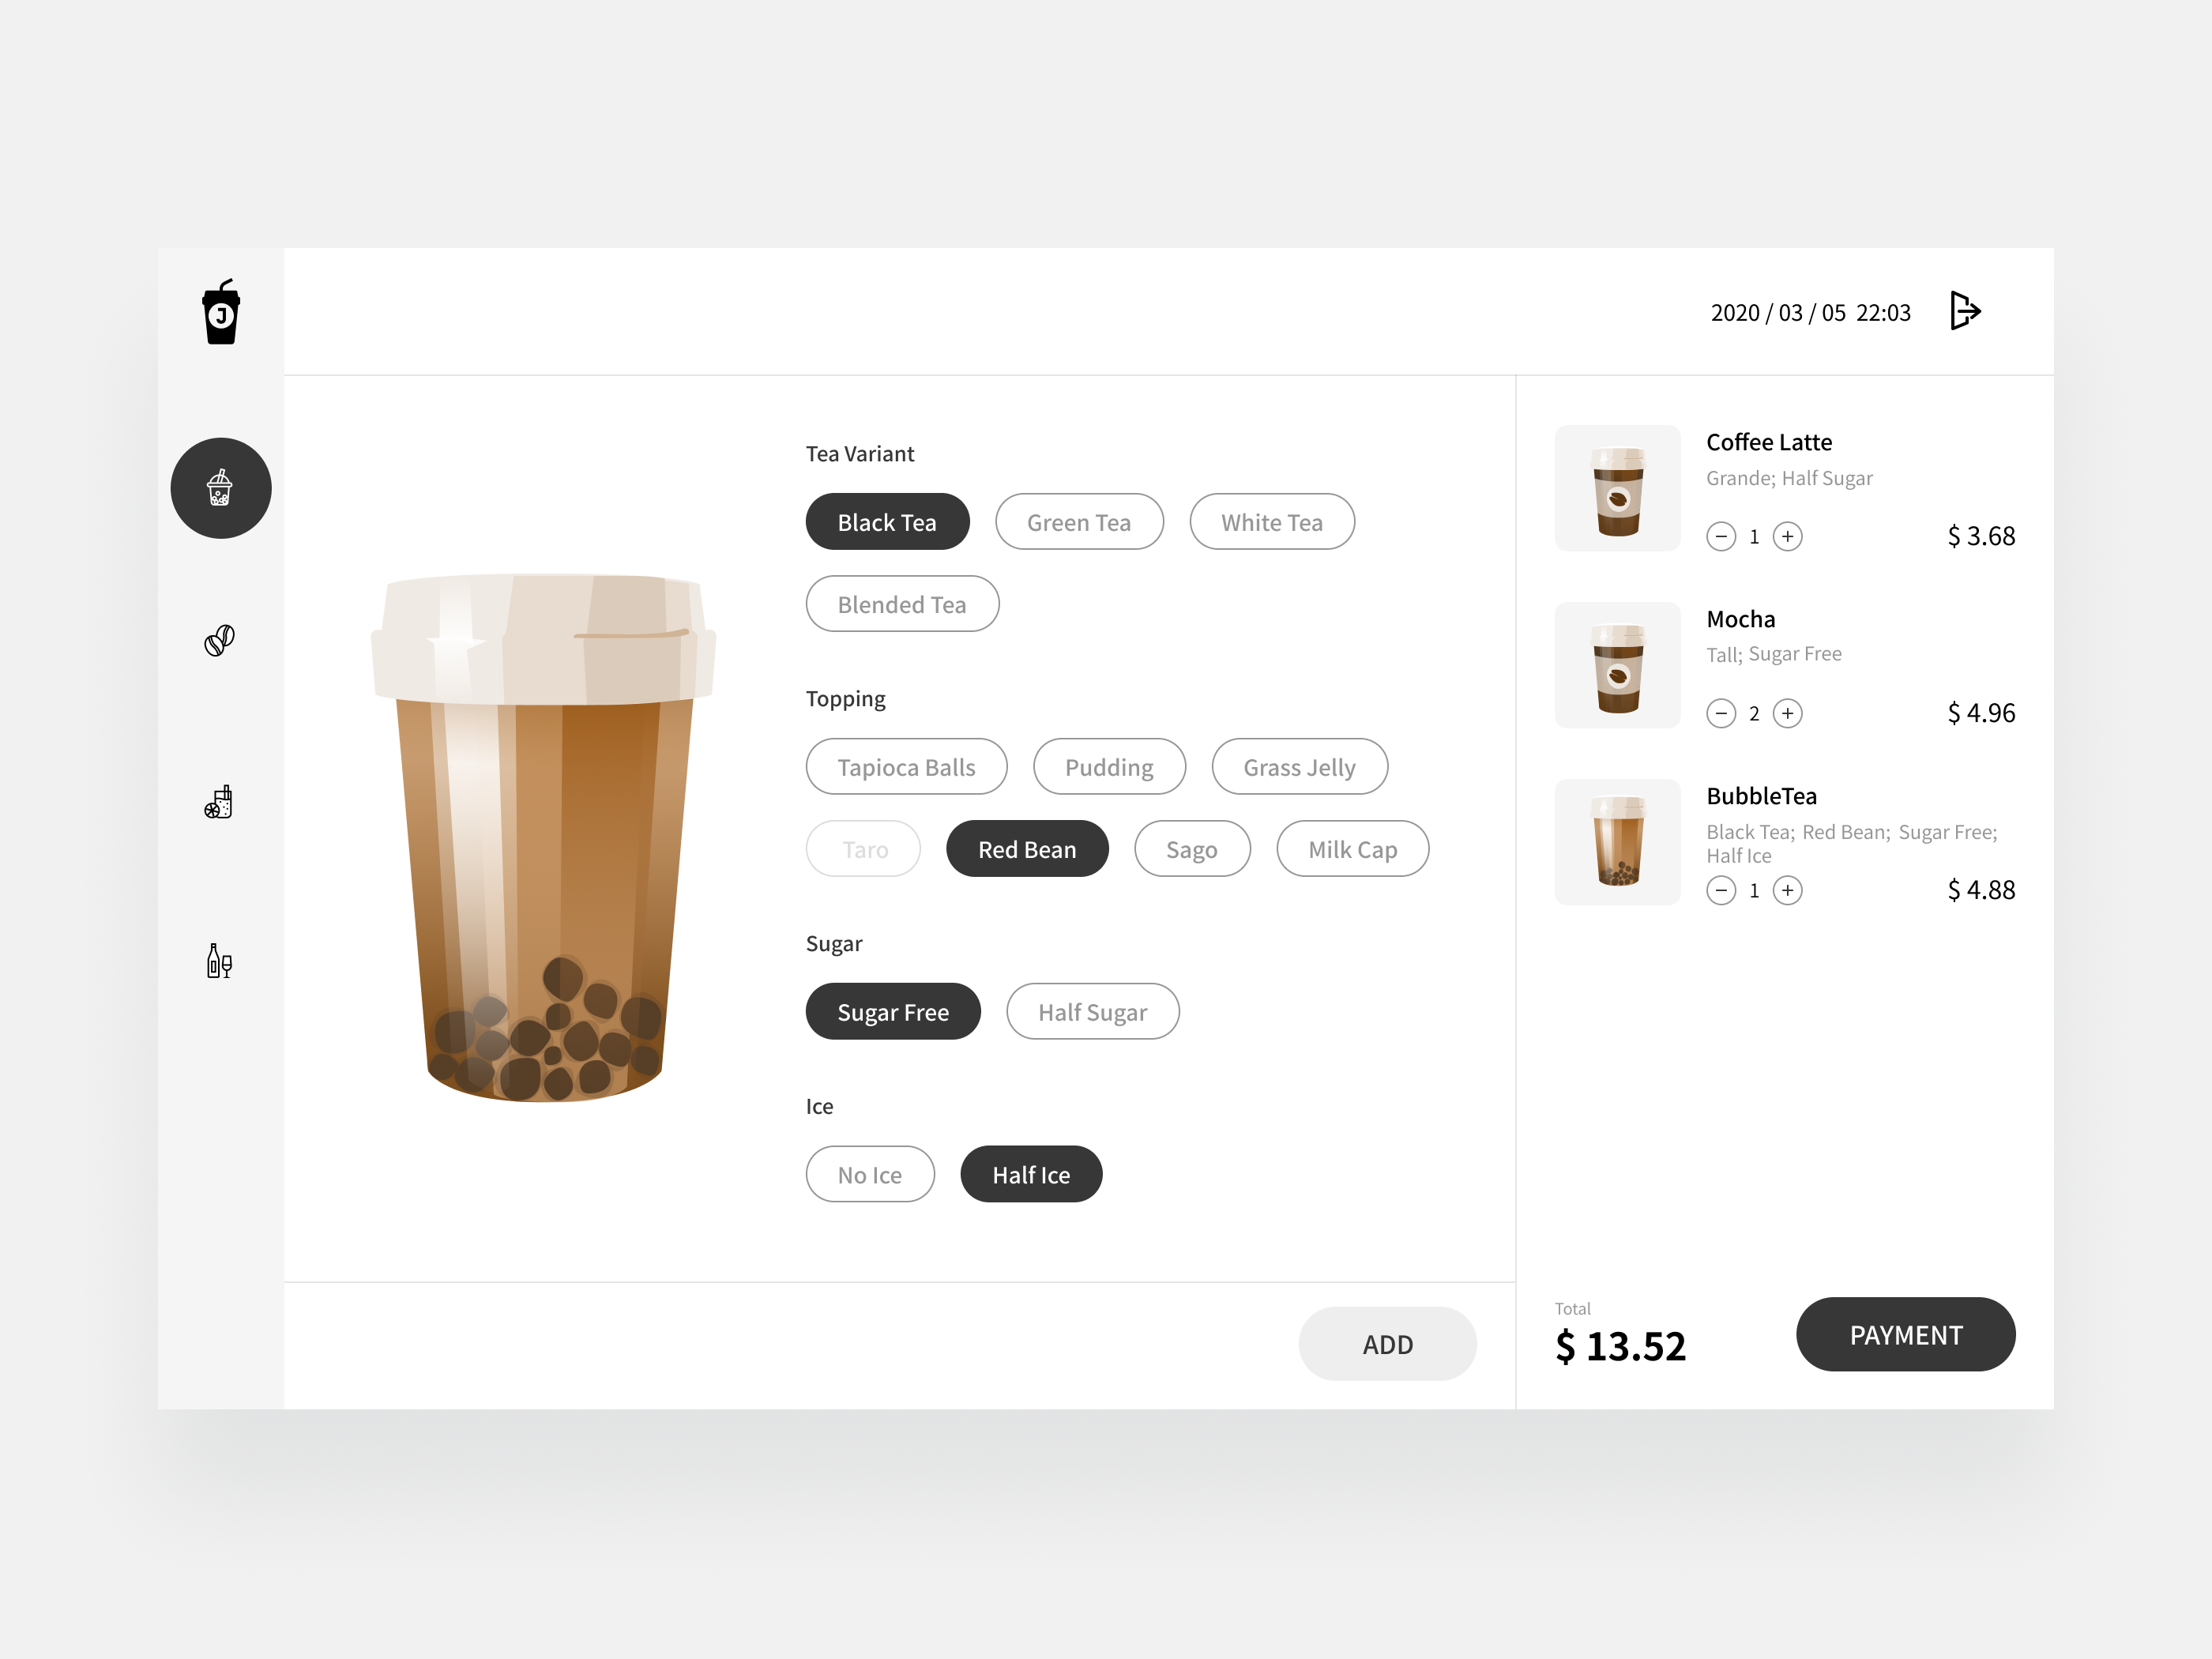 J
2020 / 03 / 05 22:03
Tea Variant
Black Tea
Green Tea
White Tea
Blended Tea
Topping
Tapioca Balls
Pudding
Grass Jelly
Taro
Red Bean
Sago
Milk Cap
Sugar
Sugar Free
Half Sugar
Ice
No Ice
Half Ice
ADD
Coffee Latte
Grande; Half Sugar
1
$ 3.68
Mocha
Tall; Sugar Free
2
$ 4.96
BubbleTea
Black Tea; Red Bean; Sugar Free;
Half Ice
1
$ 4.88
Total
$ 13.52
PAYMENT